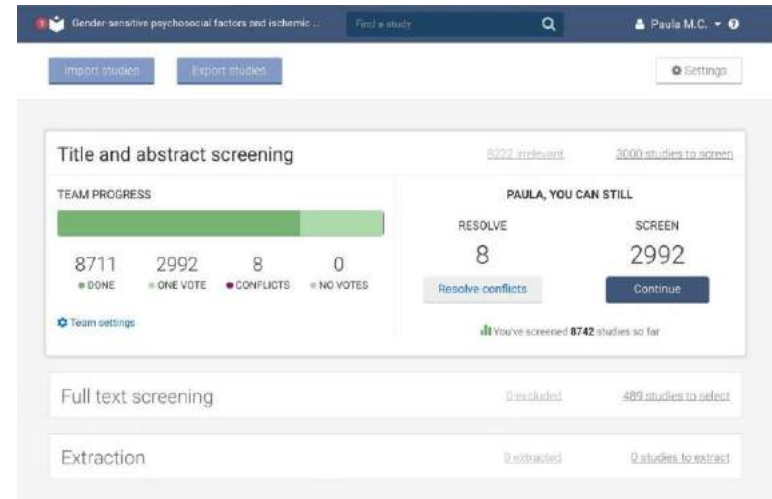 Gender-sensitive psychosocial factors and ischemic ...
Find a study
Paula M.C.
Import studies
Export studies
Settings
Title and abstract screening
8222 irrelevant
3000 studies to screen
TEAM PROGRESS
PAULA, YOU CAN STILL
RESOLVE
SCREEN
8711
2992
8
0
8
2992
DONE
ONE VOTE
CONFLICTS
NO VOTES
Resolve conflicts
Continue
Team settings
You've screened 8742 studies so far
Full text screening
0 excluded
489 studies to select
Extraction
0 extracted
0 studies to extract